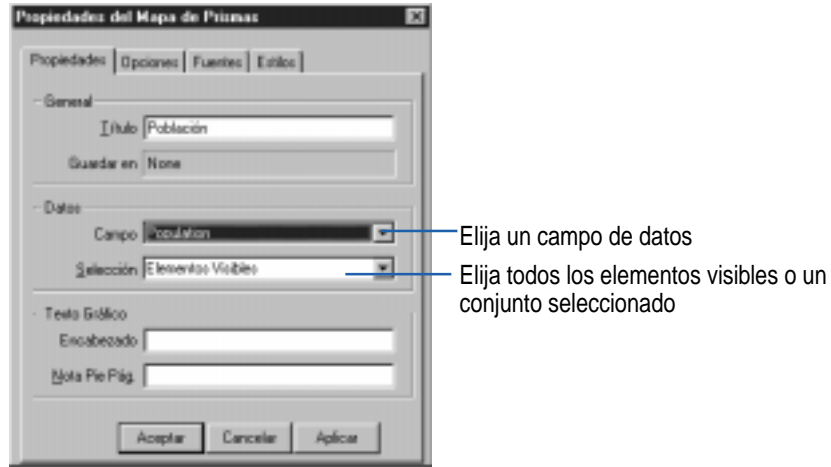 Propiedades del Mapa de Prismas
Propiedades Opciones Fuentes Estilos
General
Título Población
Guardar en None
Datos
Campo Population
Elija un campo de datos
Selección Elementos Visibles
Elija todos los elementos visibles o un
conjunto seleccionado
Texto Gráfico
Encabezado
Nota Pie Pág.
Aceptar Cancelar Aplicar